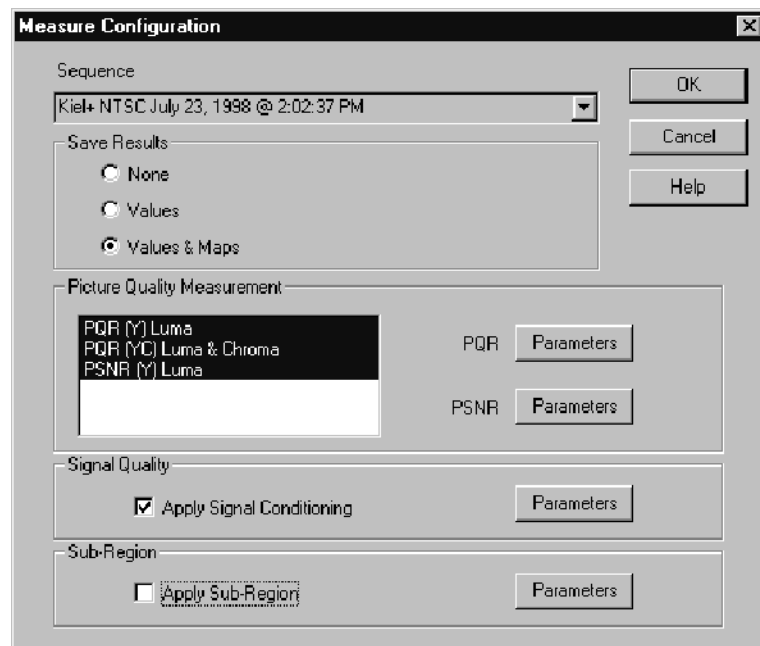 Measure Configuration
Sequence
Kiel+ NTSC July 23, 1998 @ 2:02:37 PM
OK
Cancel
Help
Save Results
None
Values
Values & Maps
Picture Quality Measurement
PQR (Y) Luma
PQR (YC) Luma & Chroma
PSNR (Y) Luma
PQR Parameters
PSNR Parameters
Signal Quality
Apply Signal Conditioning Parameters
Sub-Region
Apply Sub-Region Parameters